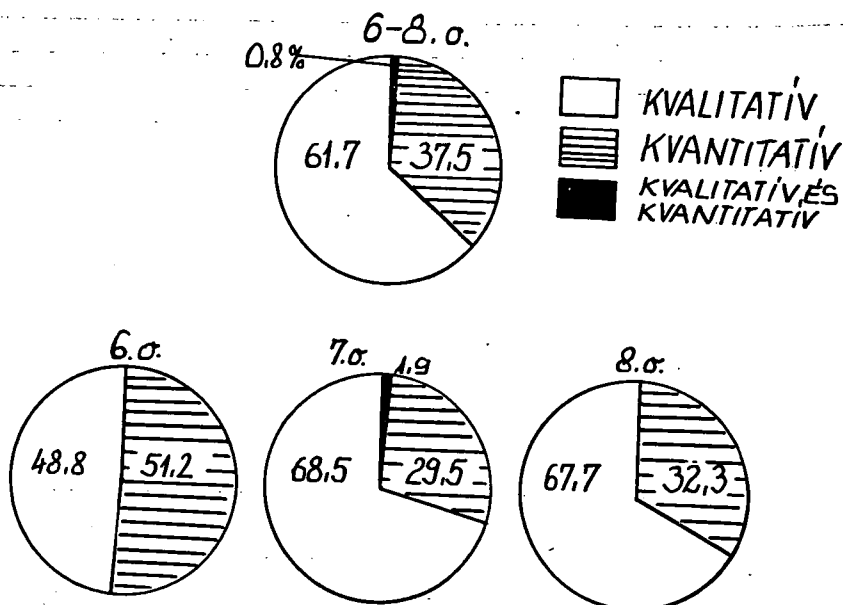 6-8. o.
0,8%
61.7
37,5
KVALITATÍV
KVANTITATÍV
KVALITATÍV ÉS
KVANTITATÍV
6.o.
48.8
51.2
7.o.
1.9
68,5
29,5
8.o.
67,7
32,3